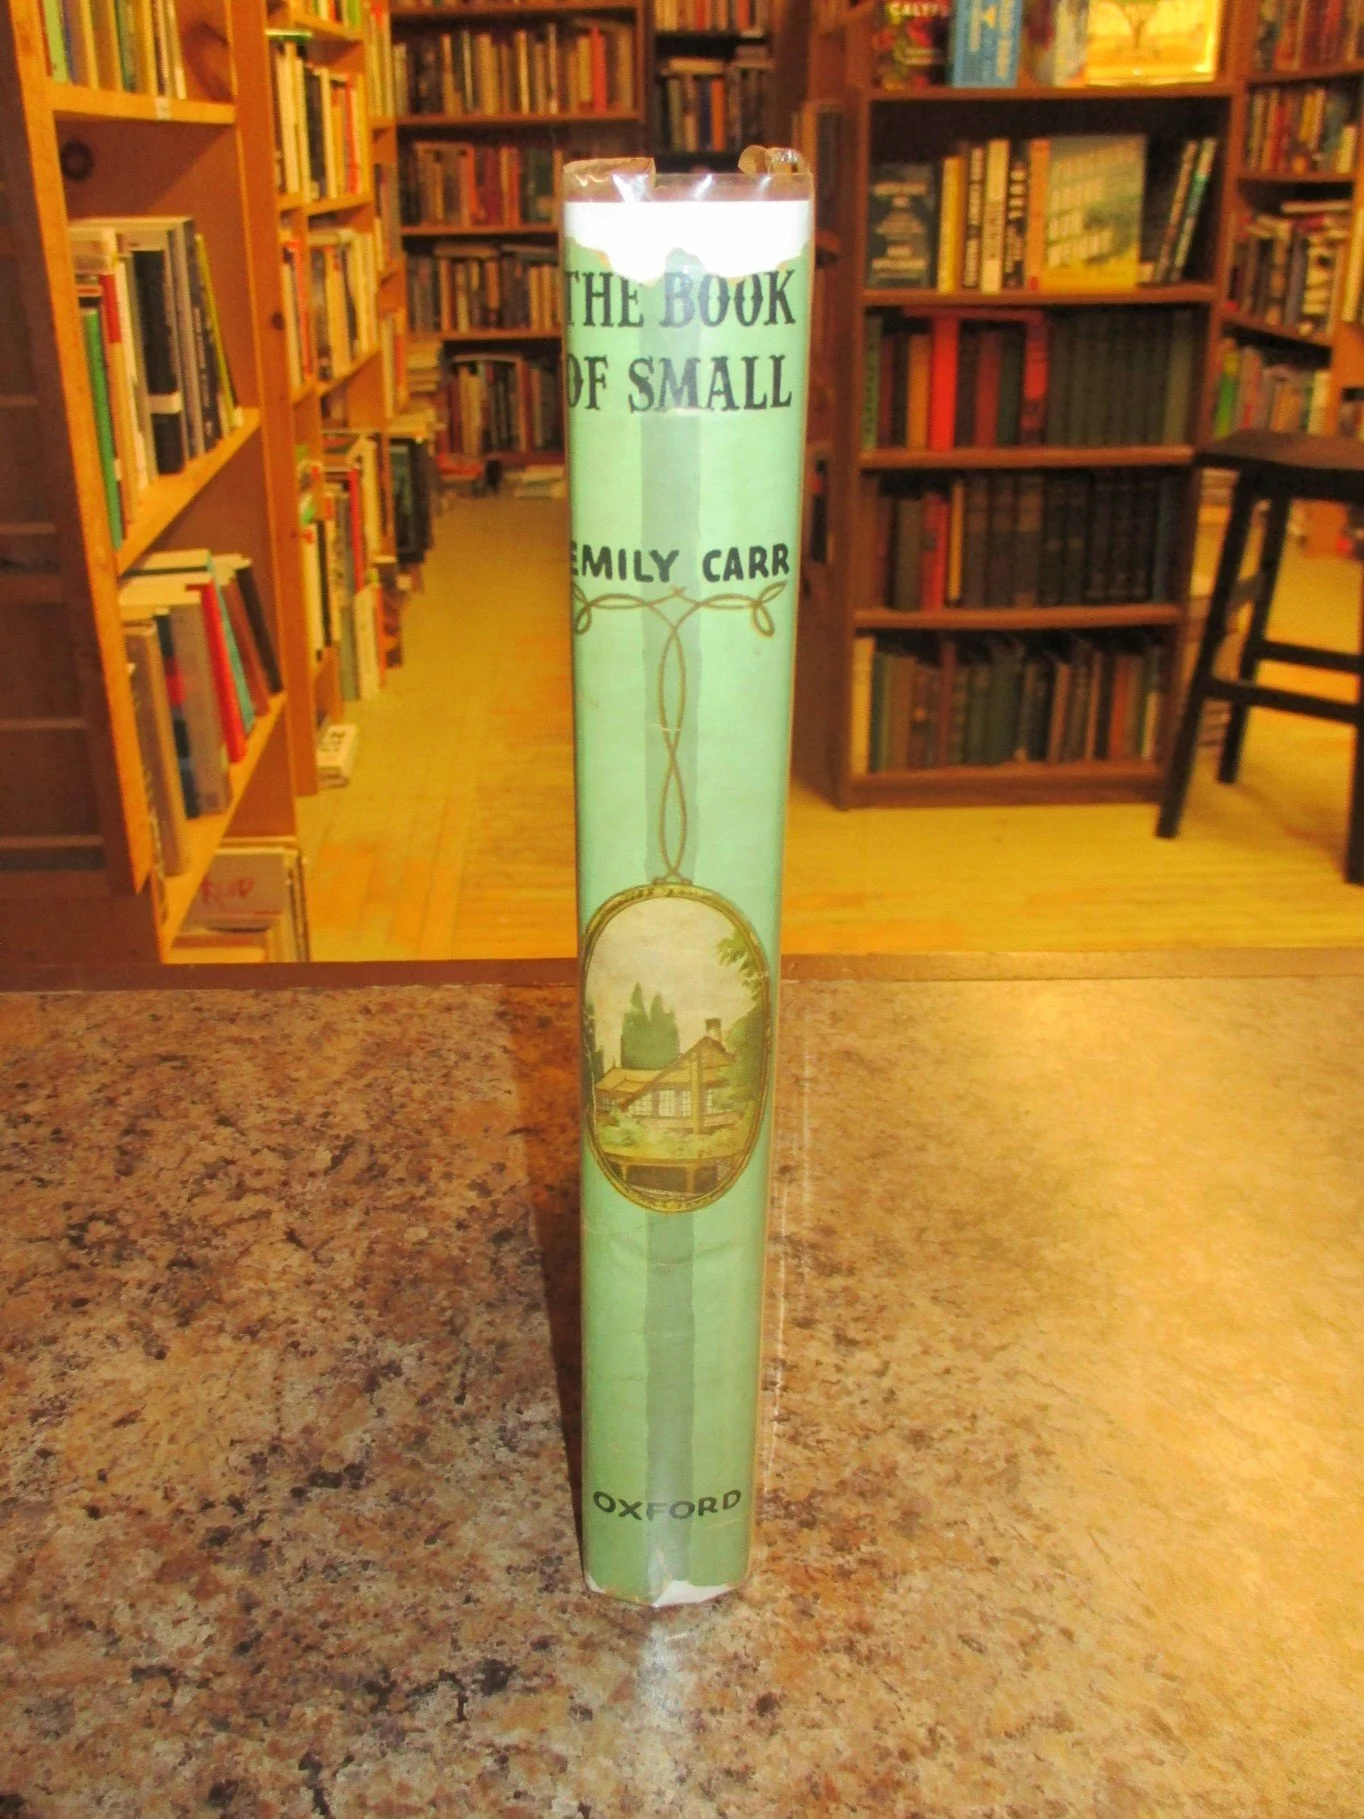 THE BOOK
OF SMALL
EMILY CARR
OXFORD